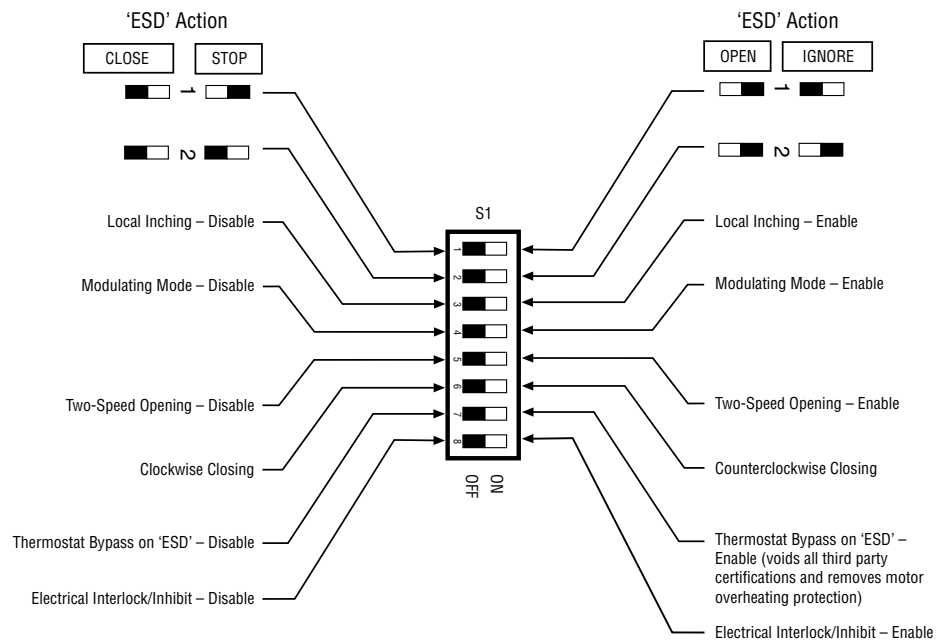 'ESD' Action
CLOSE STOP
1
2
Local Inching – Disable
Modulating Mode – Disable
Two-Speed Opening – Disable
Clockwise Closing
Thermostat Bypass on 'ESD' – Disable
Electrical Interlock/Inhibit – Disable
S1
1
2
3
4
5
6
7
8
OFF
ON
'ESD' Action
OPEN IGNORE
1
2
Local Inching – Enable
Modulating Mode – Enable
Two-Speed Opening – Enable
Counterclockwise Closing
Thermostat Bypass on 'ESD' –
Enable (voids all third party
certifications and removes motor
overheating protection)
Electrical Interlock/Inhibit – Enable